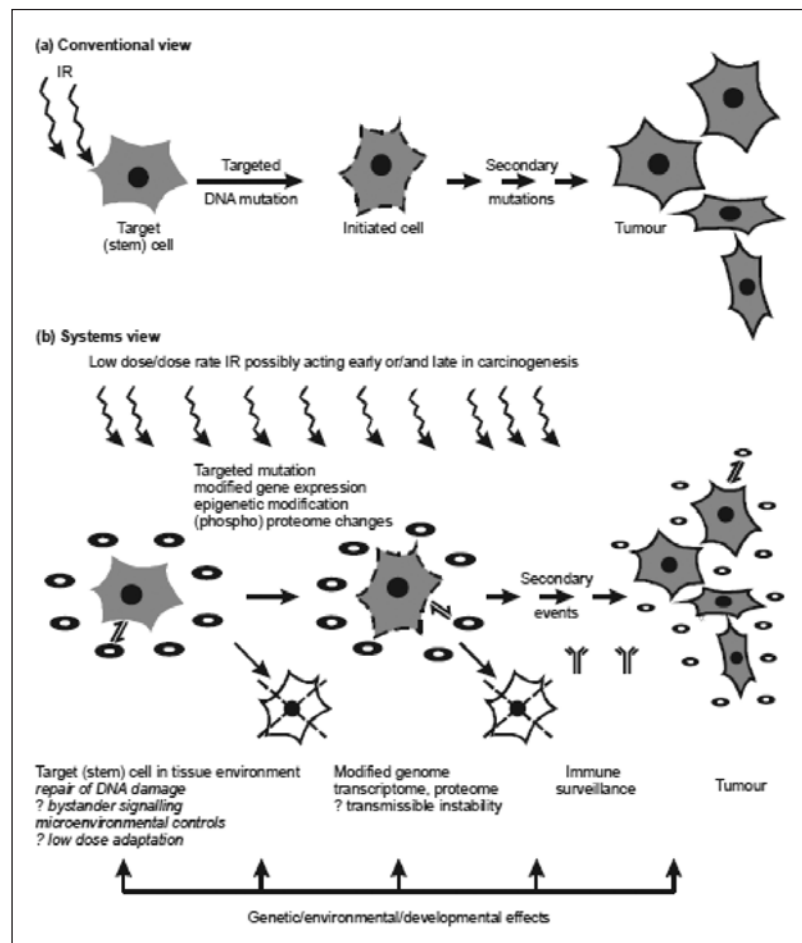 (a) Conventional view
IR
Targeted
DNA mutation
Secondary
mutations
Target
(stem) cell
Initiated cell
Tumour
(b) Systems view
Low dose/dose rate IR possibly acting early or/and late in carcinogenesis
Targeted mutation
modified gene expression
epigenetic modification
(phospho) proteome changes
Secondary
events
Target (stem) cell in tissue environment
repair of DNA damage
? bystander signalling
microenvironmental controls
? low dose adaptation
Modified genome
transcriptome, proteome
? transmissible instability
Immune
surveillance
Tumour
Genetic/environmental/developmental effects